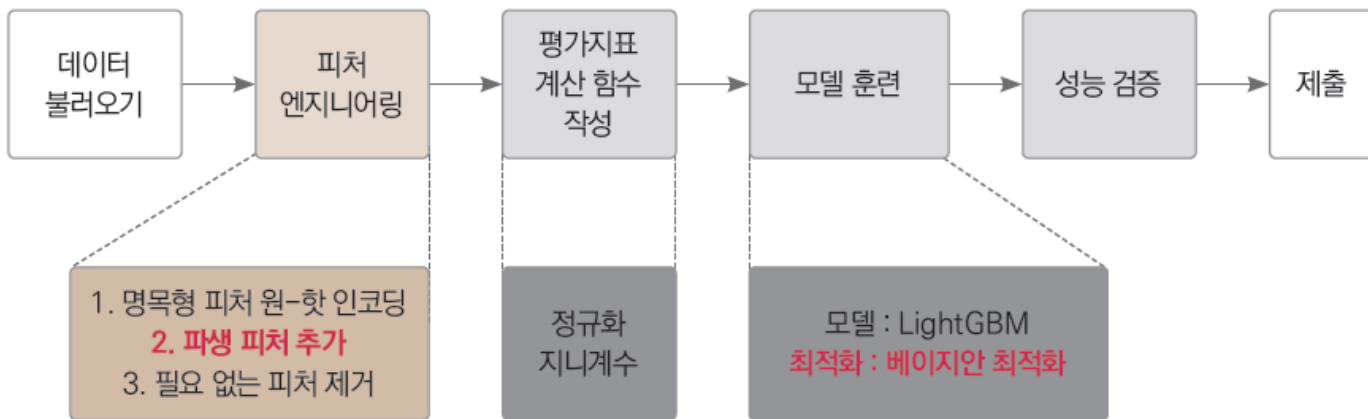 데이터
불러오기
피처
엔지니어링
평가지표
계산 함수
작성
모델 훈련
성능 검증
제출
1. 명목형 피처 원-핫 인코딩
2. 파생 피처 추가
3. 필요 없는 피처 제거
정규화
지니계수
모델 : LightGBM
최적화 : 베이지안 최적화